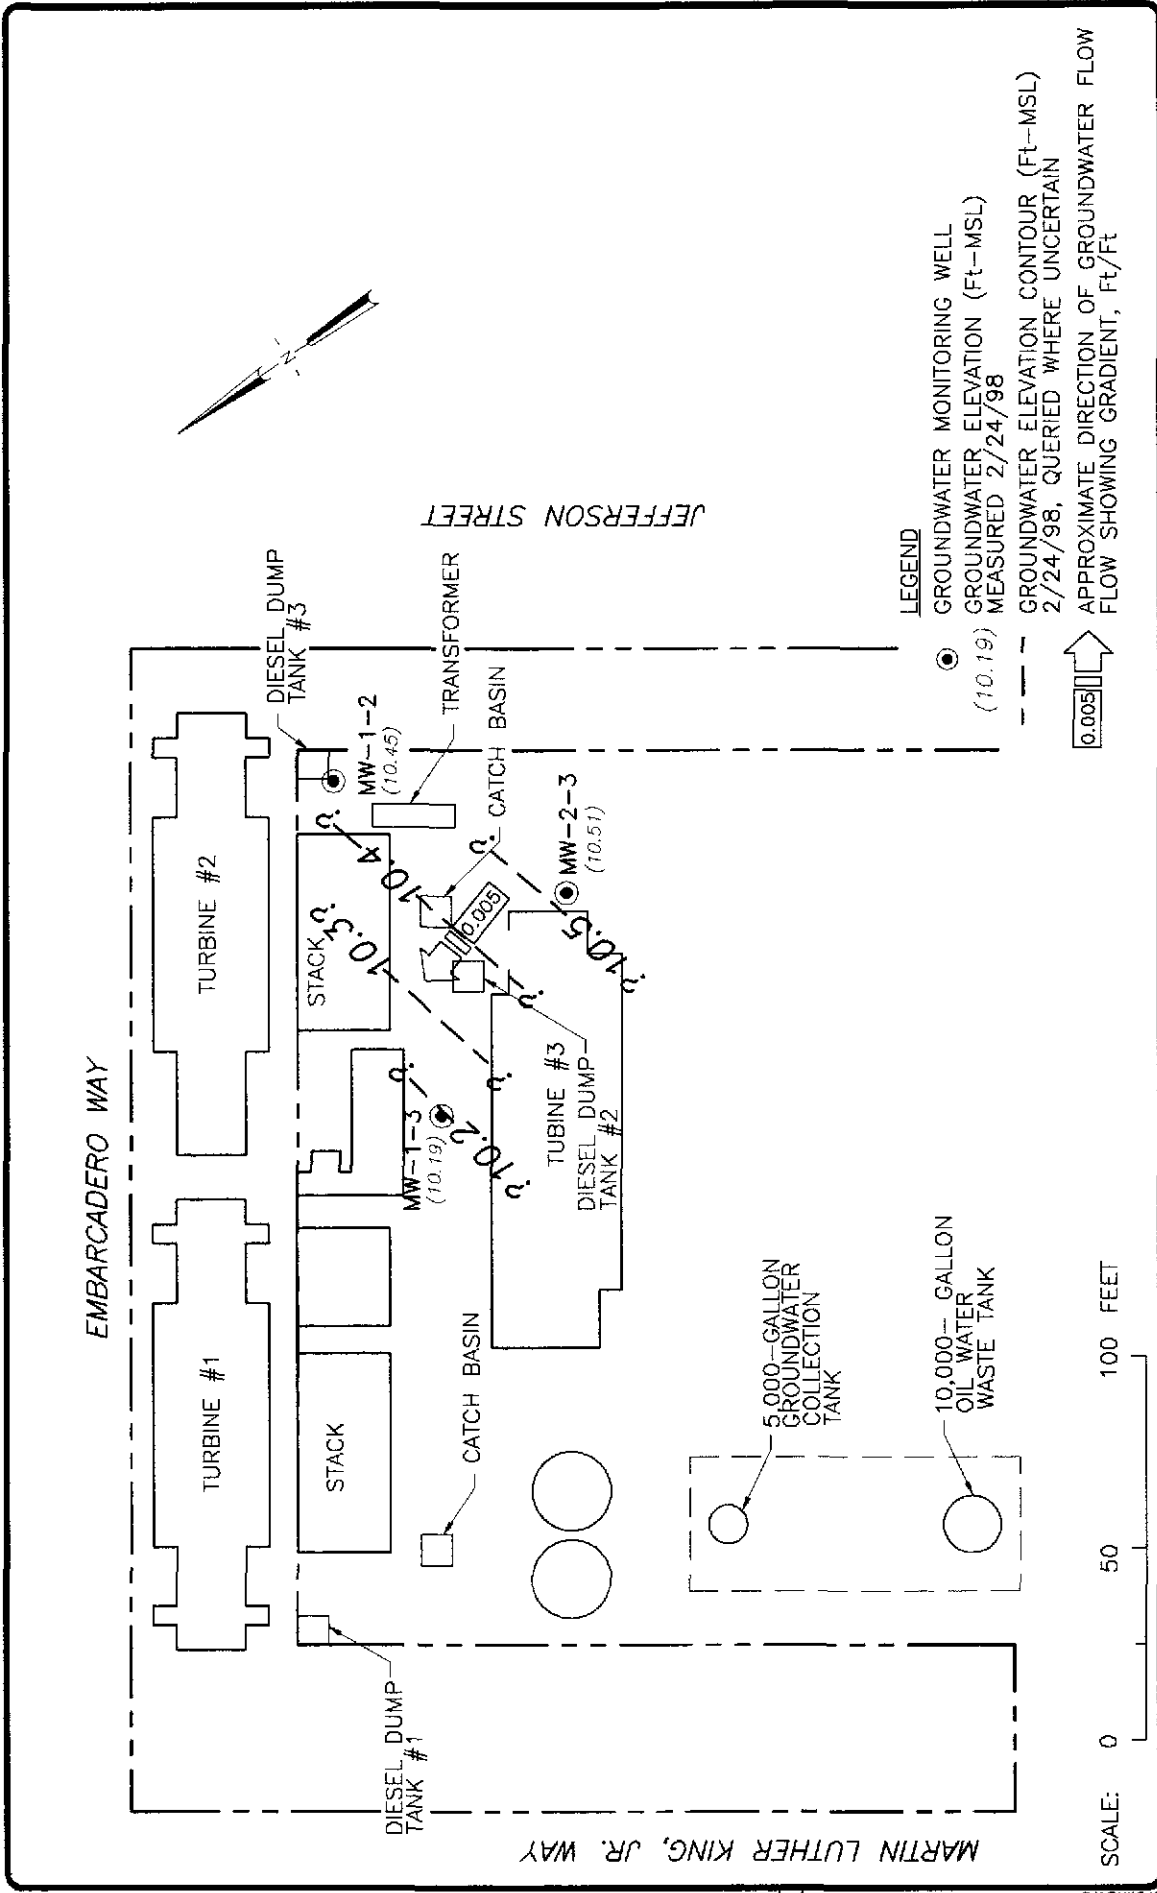 EMBARCADERO WAY
TURBINE #1
TURBINE #2
DIESEL DUMP
TANK #3
STACK
STACK
MW-1-2
(10.45)
TRANSFORMER
CATCH BASIN
JEFFERSON STREET
N
?
10.4
?
?
10.3
?
?
10.2
?
?
10.5
?
0.005
MW-1-3
(10.19)
MW-2-3
(10.51)
TUBINE #3
DIESEL DUMP
TANK #2
CATCH BASIN
DIESEL DUMP
TANK #1
MARTIN LUTHER KING, JR. WAY
5,000-GALLON
GROUNDWATER
COLLECTION
TANK
10,000- GALLON
OIL WATER
WASTE TANK
LEGEND
GROUNDWATER MONITORING WELL
(10.19) GROUNDWATER ELEVATION (Ft-MSL)
MEASURED 2/24/98
GROUNDWATER ELEVATION CONTOUR (Ft-MSL)
2/24/98, QUERIED WHERE UNCERTAIN
0.005 APPROXIMATE DIRECTION OF GROUNDWATER FLOW
FLOW SHOWING GRADIENT, Ft/Ft
SCALE: 0 50 100 FEET